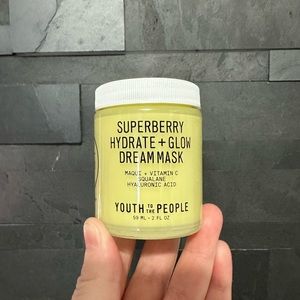 SUPERBERRY
HYDRATE + GLOW
DREAM MASK
MAQUI + VITAMIN C
SQUALANE
HYALURONIC ACID
YOUTH TO THE PEOPLE
59 ML - 2 FL OZ